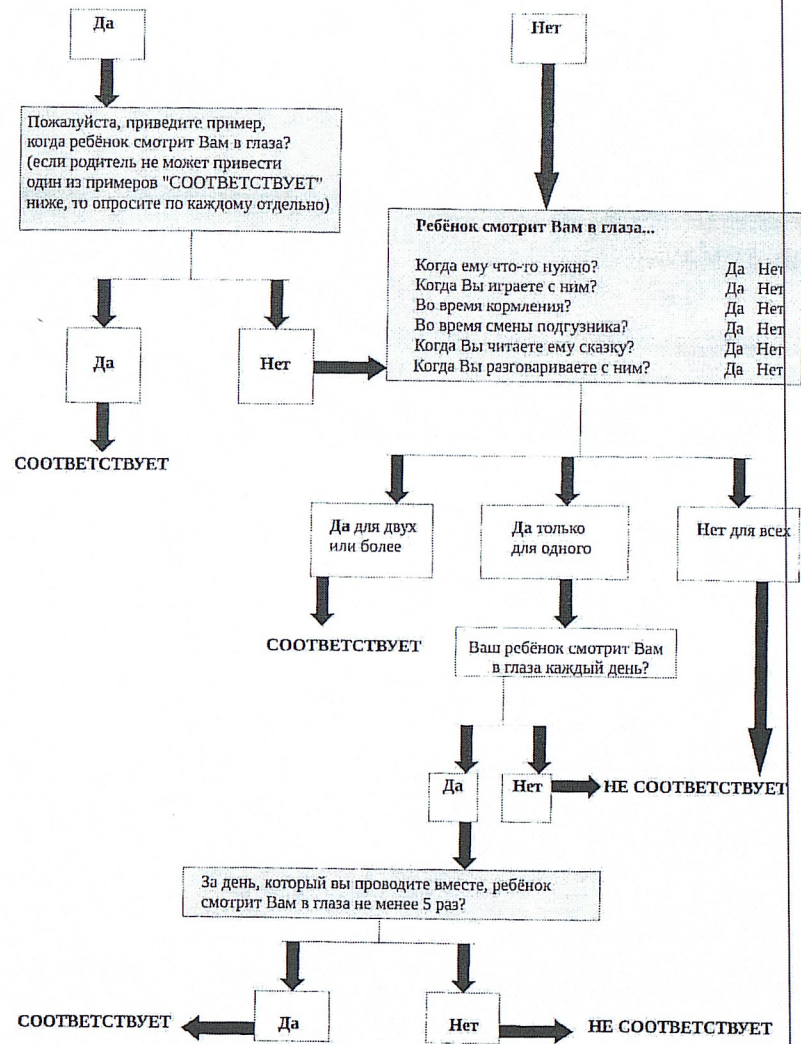 Да
Нет
Пожалуйста, приведите пример,
когда ребёнок смотрит Вам в глаза?
(если родитель не может привести
один из примеров "СООТВЕТСТВУЕТ"
ниже, то опросите по каждому отдельно)
Ребёнок смотрит Вам в глаза...
Когда ему что-то нужно? Да Нет
Когда Вы играете с ним? Да Нет
Во время кормления? Да Нет
Во время смены подгузника? Да Нет
Когда Вы читаете ему сказку? Да Нет
Когда Вы разговариваете с ним? Да Нет
Да
Нет
СООТВЕТСТВУЕТ
Да для двух
или более
Да только
для одного
Нет для всех
СООТВЕТСТВУЕТ
Ваш ребёнок смотрит Вам
в глаза каждый день?
Да
Нет
НЕ СООТВЕТСТВУЕТ
За день, который вы проводите вместе, ребёнок
смотрит Вам в глаза не менее 5 раз?
СООТВЕТСТВУЕТ
Да
Нет
НЕ СООТВЕТСТВУЕТ